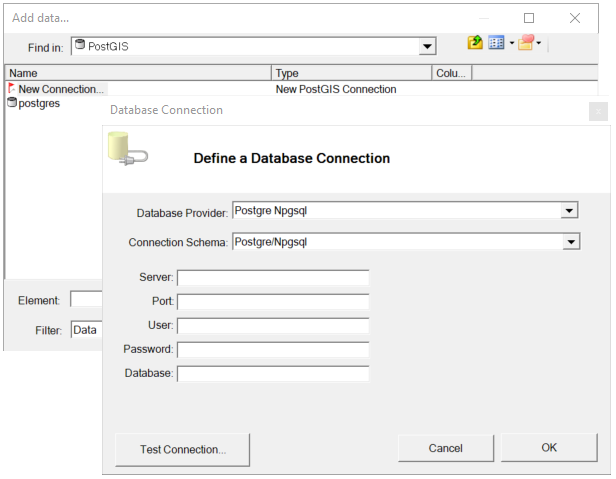 Add data...
Find in: PostGIS
Name Type Colu...
New Connection... New PostGIS Connection
postgres
Database Connection
Define a Database Connection
Database Provider: Postgre Npgsql
Connection Schema: Postgre/Npgsql
Server:
Port:
Element:
User:
Filter: Data
Password:
Database:
Test Connection... Cancel OK